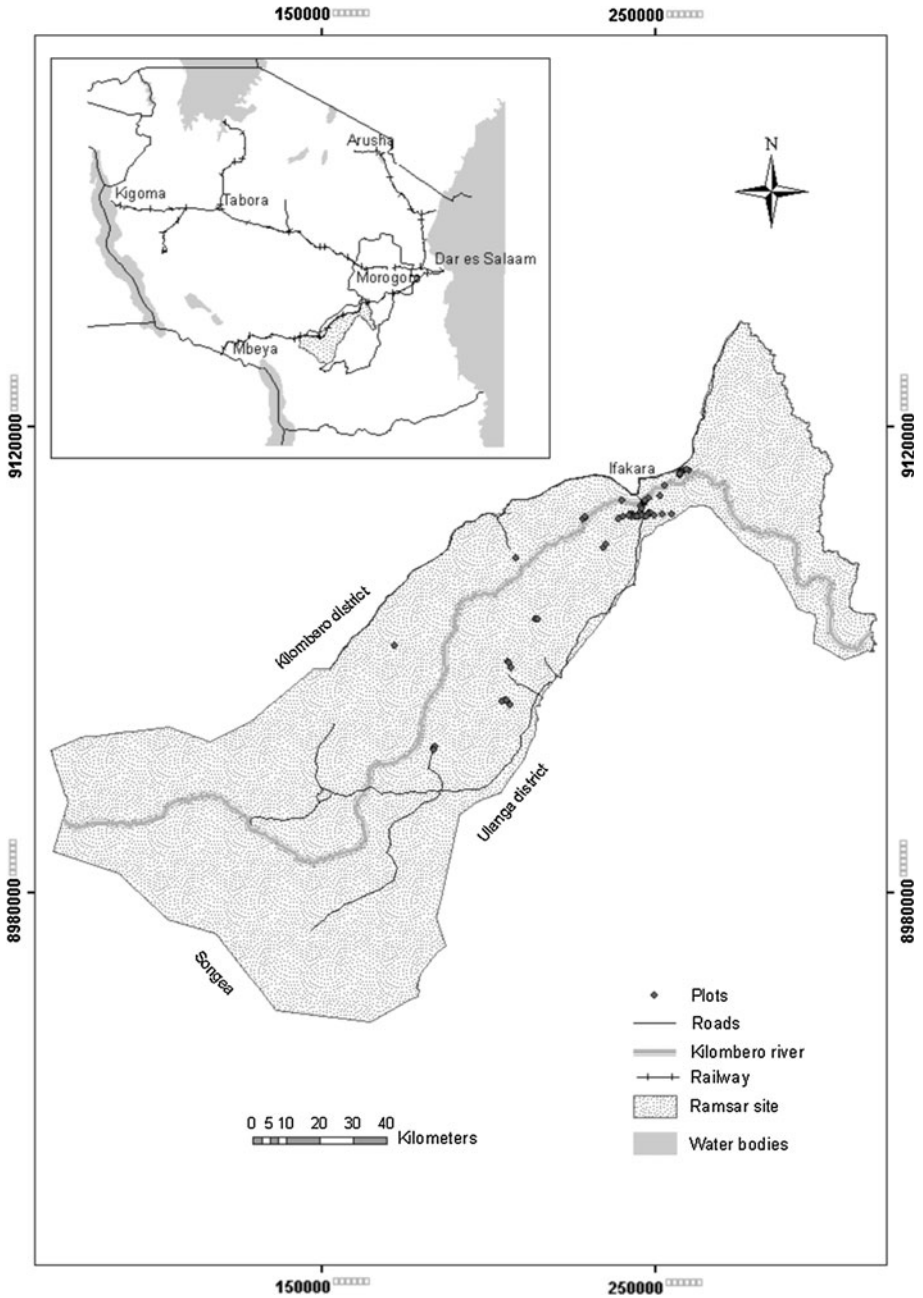 150000 □□□□□□
250000 □□□□□□
N
Arusha
Kigoma
Tabora
Dar es Salaam
Morogoro
Mbeya
9120000 □□□□□□
9120000 □□□□□□
Ifakara
Kilombaro district
Ulanga district
8980000 □□□□□□
8980000 □□□□□□
Songea
Plots
Roads
Kilombero river
Railway
Ramsar site
Water bodies
0 5 10 20 30 40
Kilometers
150000 □□□□□□
250000 □□□□□□